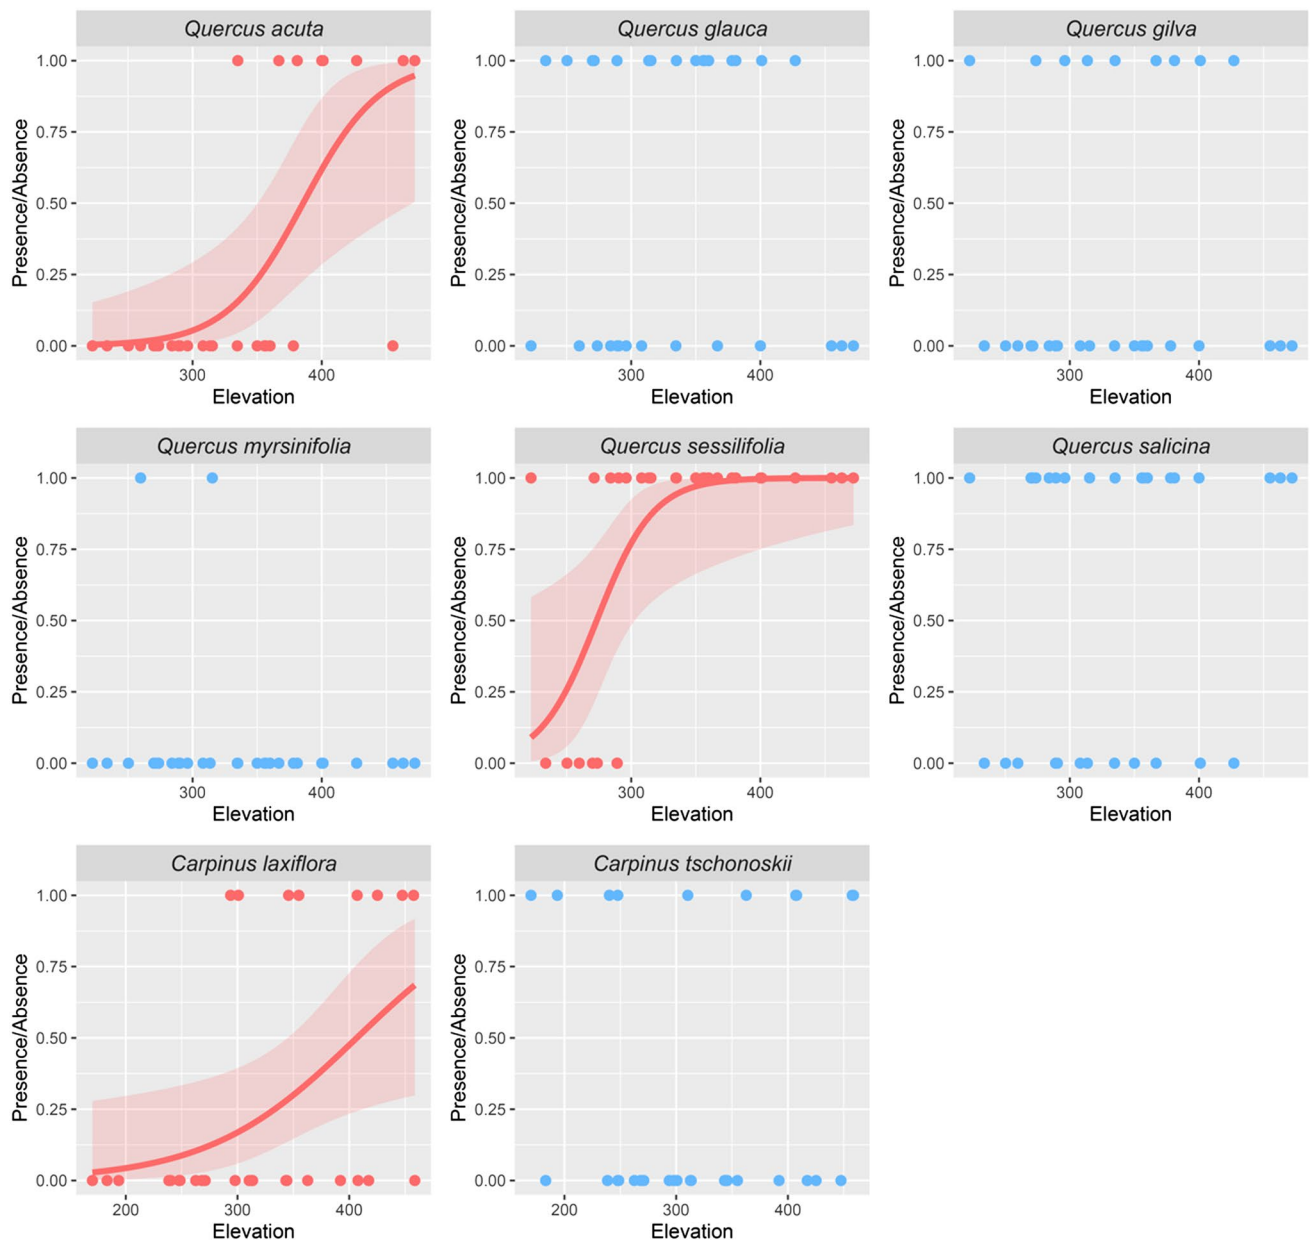 Quercus acuta
Quercus glauca
Quercus gilva
1.00
0.75
0.50
0.25
0.00
Presence/Absence
300
400
Elevation
1.00
0.75
0.50
0.25
0.00
Presence/Absence
300
400
Elevation
1.00
0.75
0.50
0.25
0.00
Presence/Absence
300
400
Elevation
Quercus myrsinifolia
Quercus sessilifolia
Quercus salicina
1.00
0.75
0.50
0.25
0.00
Presence/Absence
300
400
Elevation
1.00
0.75
0.50
0.25
0.00
Presence/Absence
300
400
Elevation
1.00
0.75
0.50
0.25
0.00
Presence/Absence
300
400
Elevation
Carpinus laxiflora
Carpinus tschonoskii
1.00
0.75
0.50
0.25
0.00
Presence/Absence
200
300
400
Elevation
1.00
0.75
0.50
0.25
0.00
Presence/Absence
200
300
400
Elevation